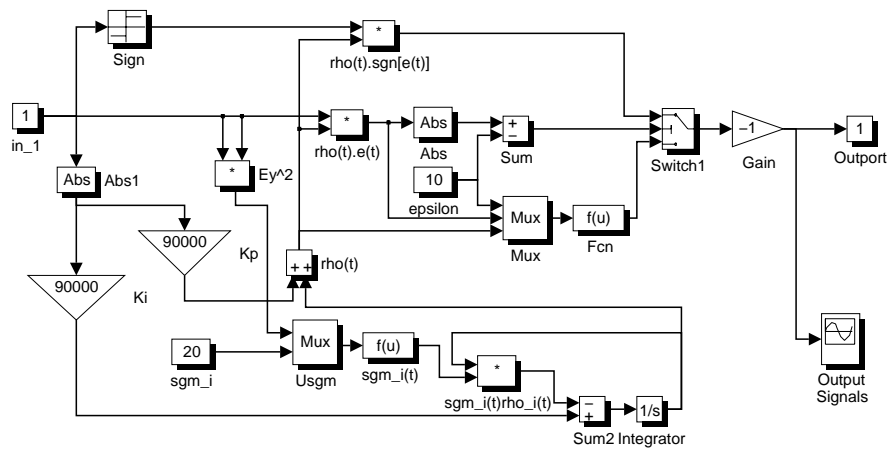 Sign
*
rho(t).sgn[e(t)]
1
in_1
*
rho(t).e(t)
Abs
Abs
+
−
Sum
Switch1
−1
Gain
1
Outport
Abs
Abs1
*
Ey^2
10
epsilon
Mux
Mux
f(u)
Fcn
90000
Kp
+ +
rho(t)
90000
Ki
20
sgm_i
Mux
Usgm
f(u)
sgm_i(t)
*
sgm_i(t)rho_i(t)
−
+
Sum2
1/s
Integrator
Output
Signals